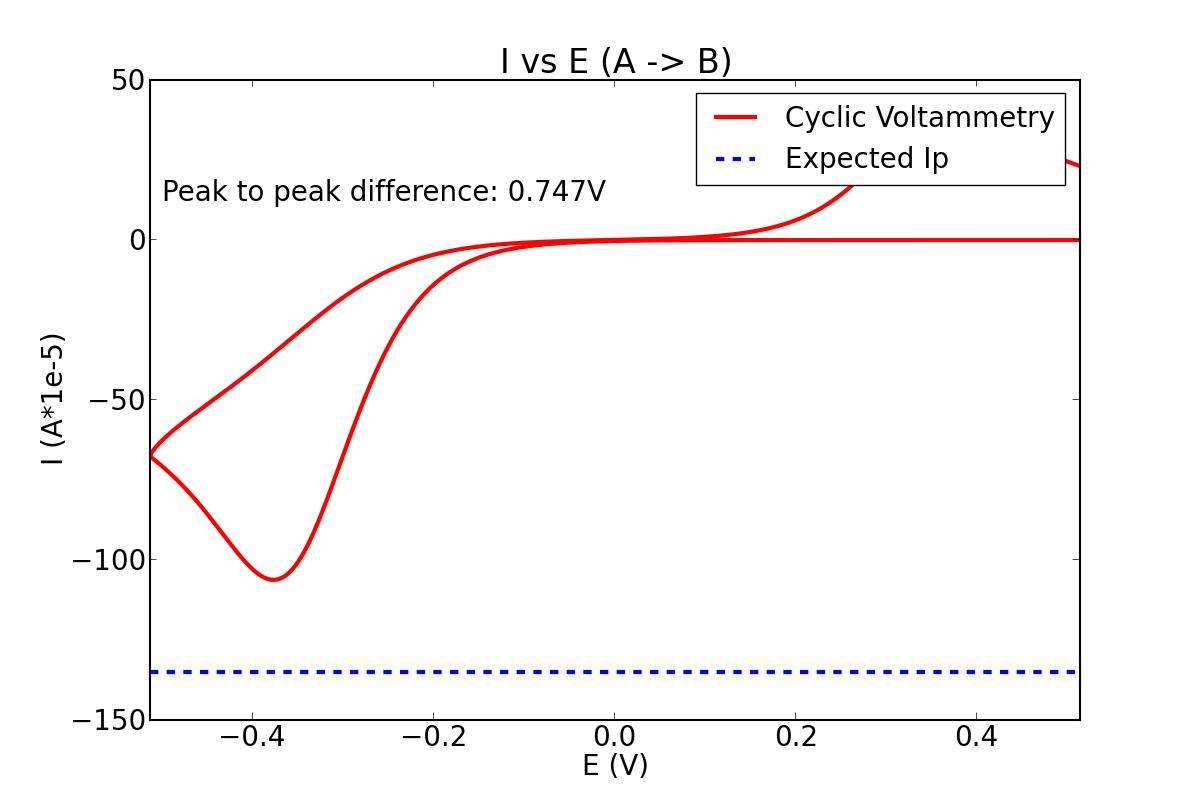 I vs E (A -> B)
Cyclic Voltammetry
Expected Ip
Peak to peak difference: 0.747V
50
0
−50
−100
−150
I (A*1e-5)
−0.4
−0.2
0.0
0.2
0.4
E (V)